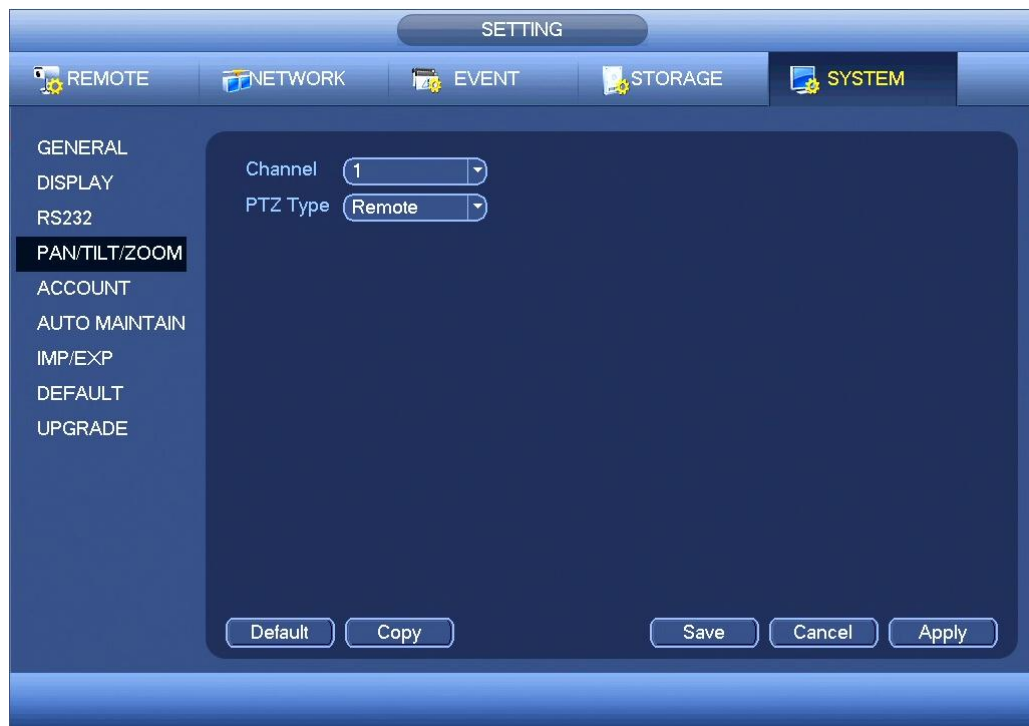 SETTING
REMOTE NETWORK EVENT STORAGE SYSTEM
GENERAL
DISPLAY
RS232
PAN/TILT/ZOOM
ACCOUNT
AUTO MAINTAIN
IMP/EXP
DEFAULT
UPGRADE
Channel 1
PTZ Type Remote
Default Copy Save Cancel Apply